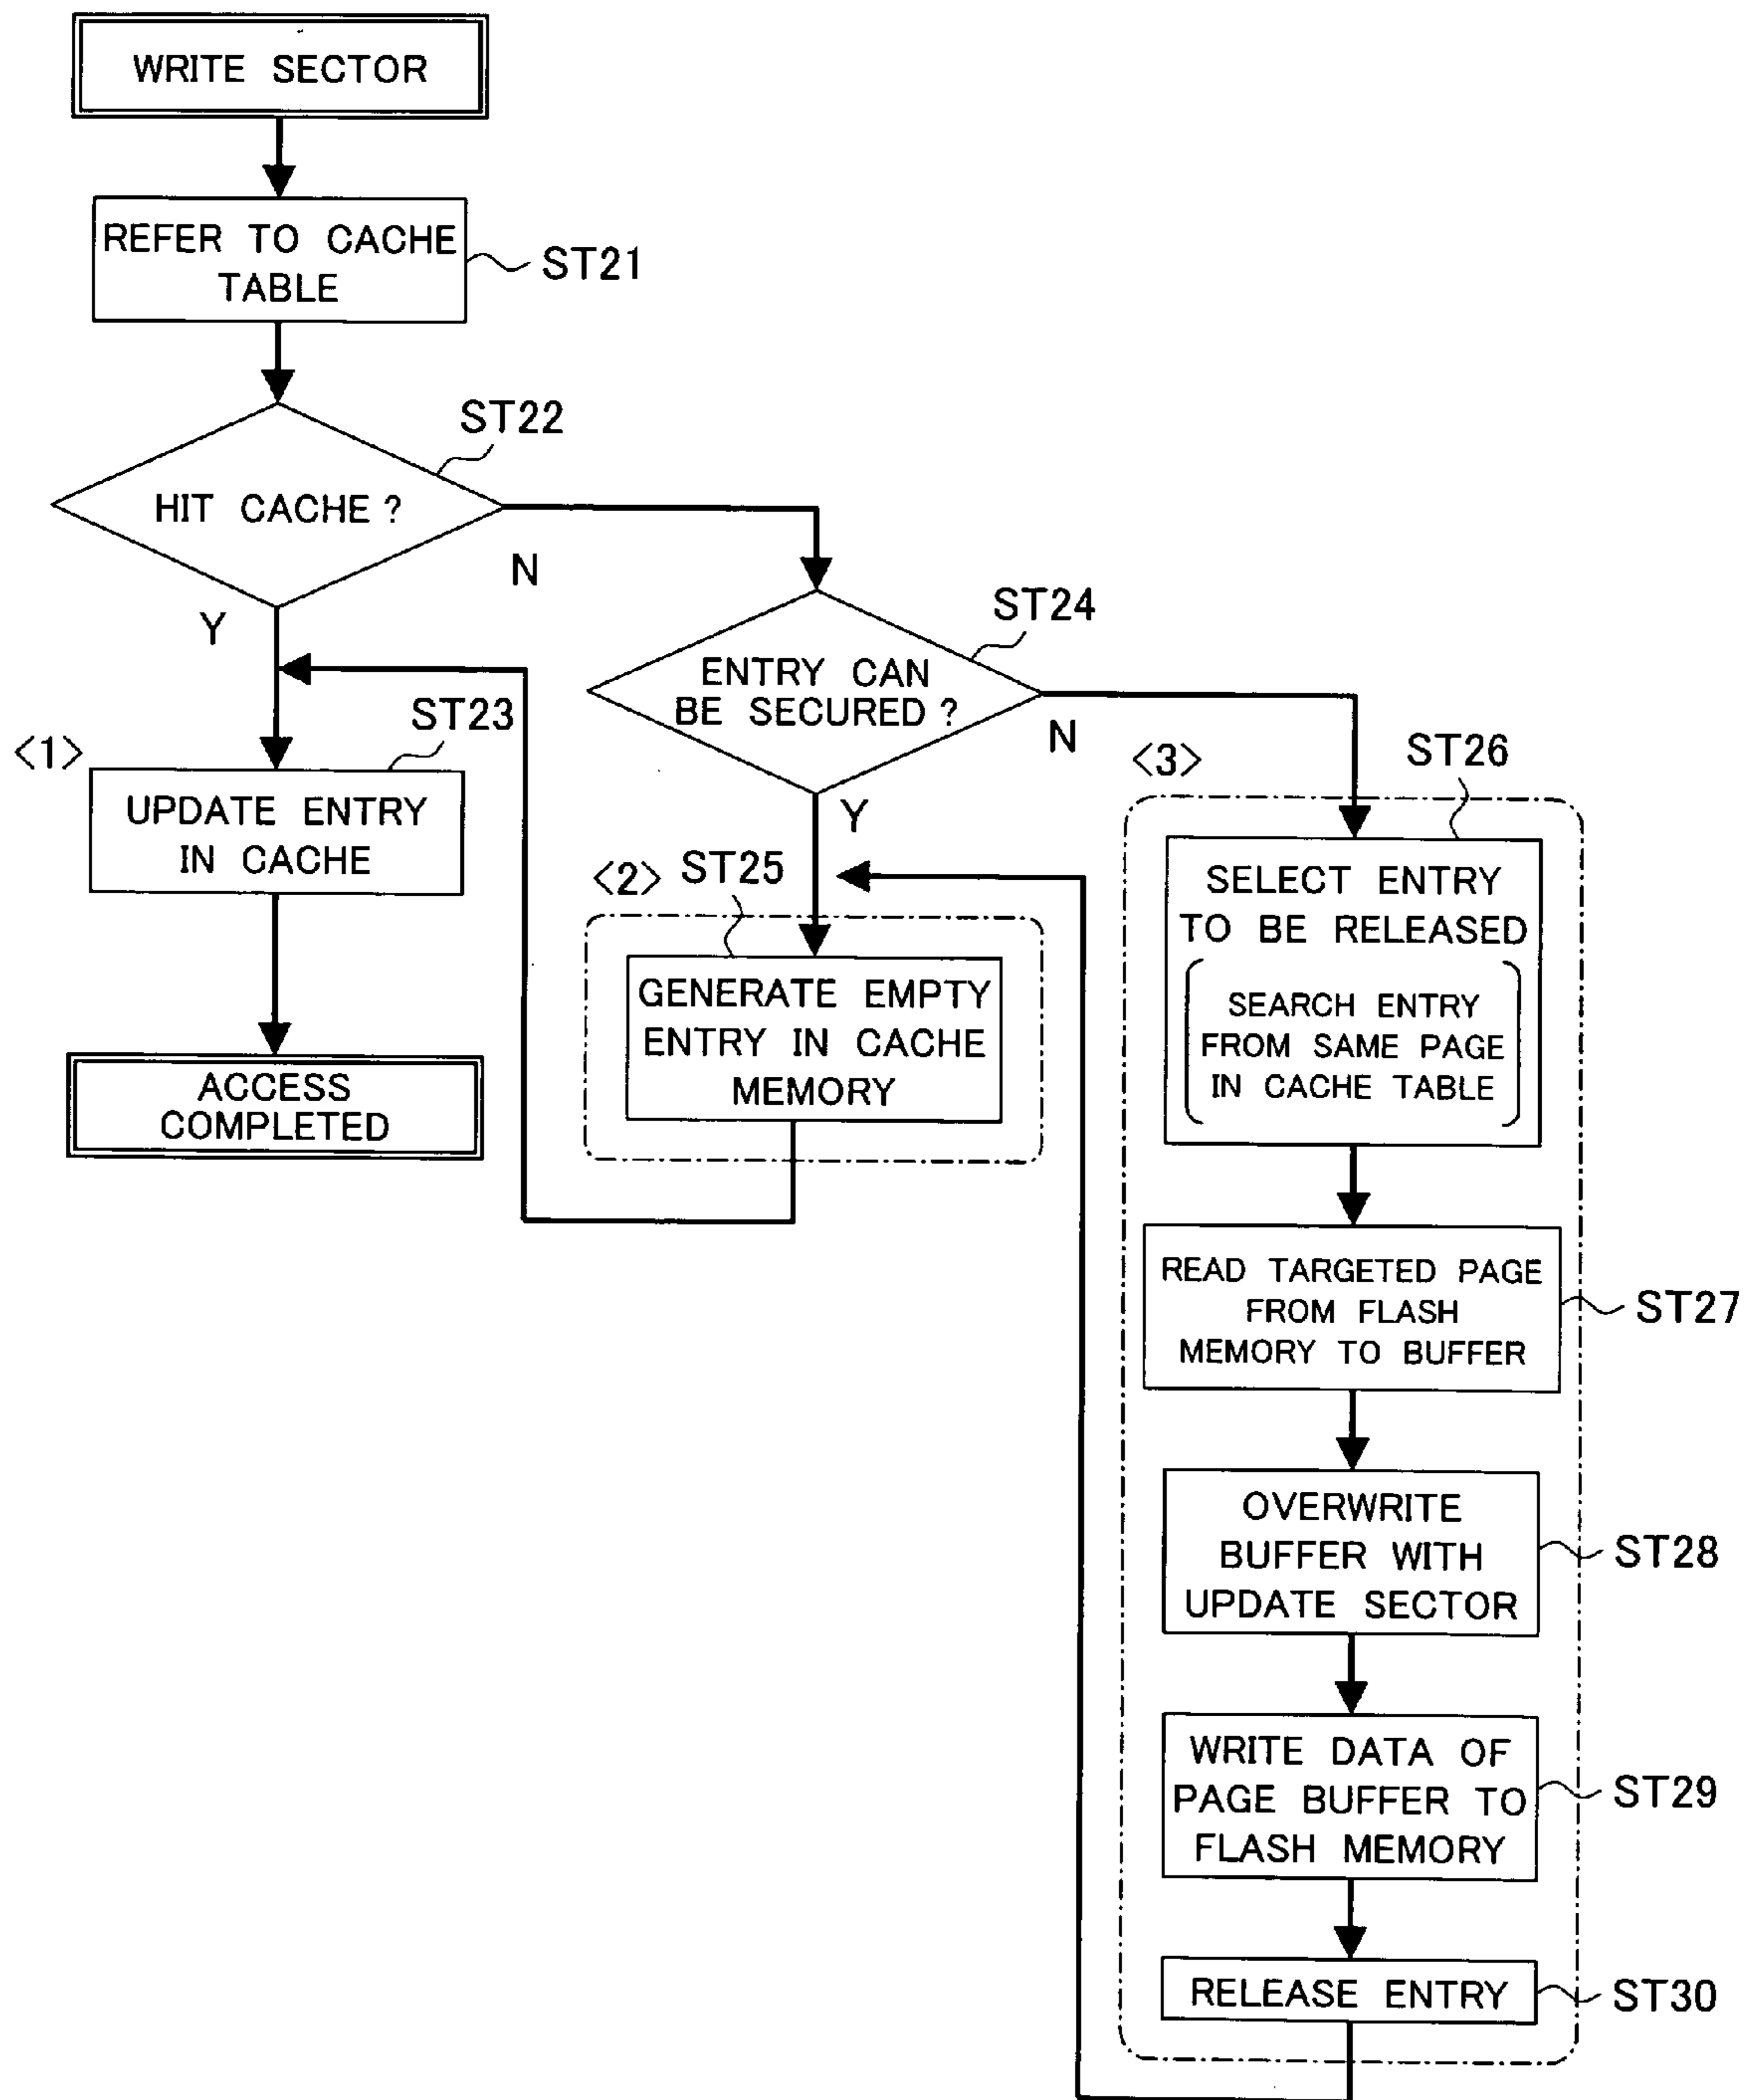 WRITE SECTOR
REFER TO CACHE
TABLE
ST21
ST22
HIT CACHE ?
N
Y
ST24
ENTRY CAN
BE SECURED ?
N
Y
<1>
ST23
UPDATE ENTRY
IN CACHE
ACCESS
COMPLETED
<2>
ST25
GENERATE EMPTY
ENTRY IN CACHE
MEMORY
<3>
ST26
SELECT ENTRY
TO BE RELEASED
SEARCH ENTRY
FROM SAME PAGE
IN CACHE TABLE
READ TARGETED PAGE
FROM FLASH
MEMORY TO BUFFER
ST27
OVERWRITE
BUFFER WITH
UPDATE SECTOR
ST28
WRITE DATA OF
PAGE BUFFER TO
FLASH MEMORY
ST29
RELEASE ENTRY
ST30